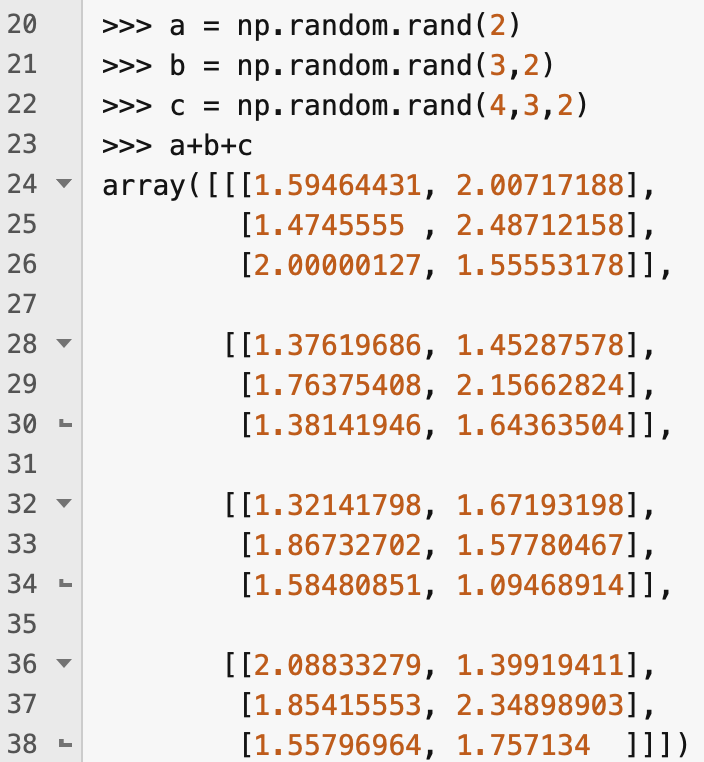 20 >>> a = np.random.rand(2)
21 >>> b = np.random.rand(3,2)
22 >>> c = np.random.rand(4,3,2)
23 >>> a+b+c
24 array([[[1.59464431, 2.00717188],
25         [1.4745555 , 2.48712158],
26         [2.00000127, 1.55553178]],
27
28        [[1.37619686, 1.45287578],
29         [1.76375408, 2.15662824],
30         [1.38141946, 1.64363504]],
31
32        [[1.32141798, 1.67193198],
33         [1.86732702, 1.57780467],
34         [1.58480851, 1.09468914]],
35
36        [[2.08833279, 1.39919411],
37         [1.85415553, 2.34898903],
38         [1.55796964, 1.757134  ]]])